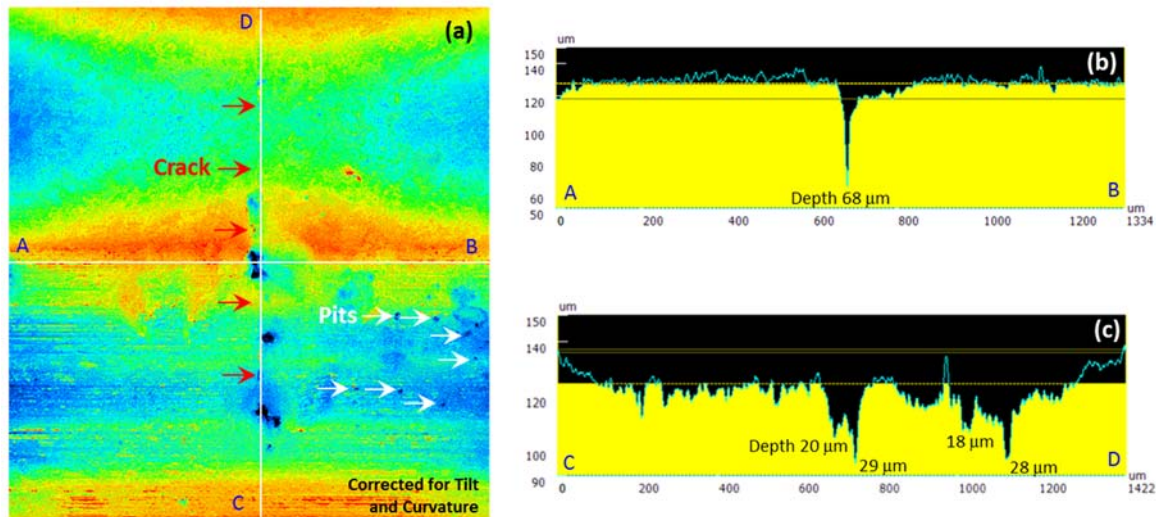 D
(a)
Crack
A
B
Pits
C
Corrected for Tilt
and Curvature
um
150
140
120
100
80
60
50
(b)
A
B
Depth 68 μm
0
200
400
600
800
1000
1200
1334
um
um
150
140
120
100
90
(c)
C
D
Depth 20 μm
29 μm
18 μm
28 μm
0
200
400
600
800
1000
1200
1422
um